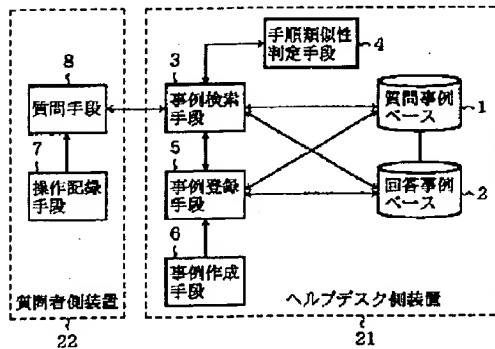 手順類似性
判定手段
4
8
質問手段
3
事例検索
手段
質問事例
ベース
1
7
操作記録
手段
5
事例登録
手段
回答事例
ベース
2
6
事例作成
手段
質問者側装置
22
ヘルプデスク側装置
21